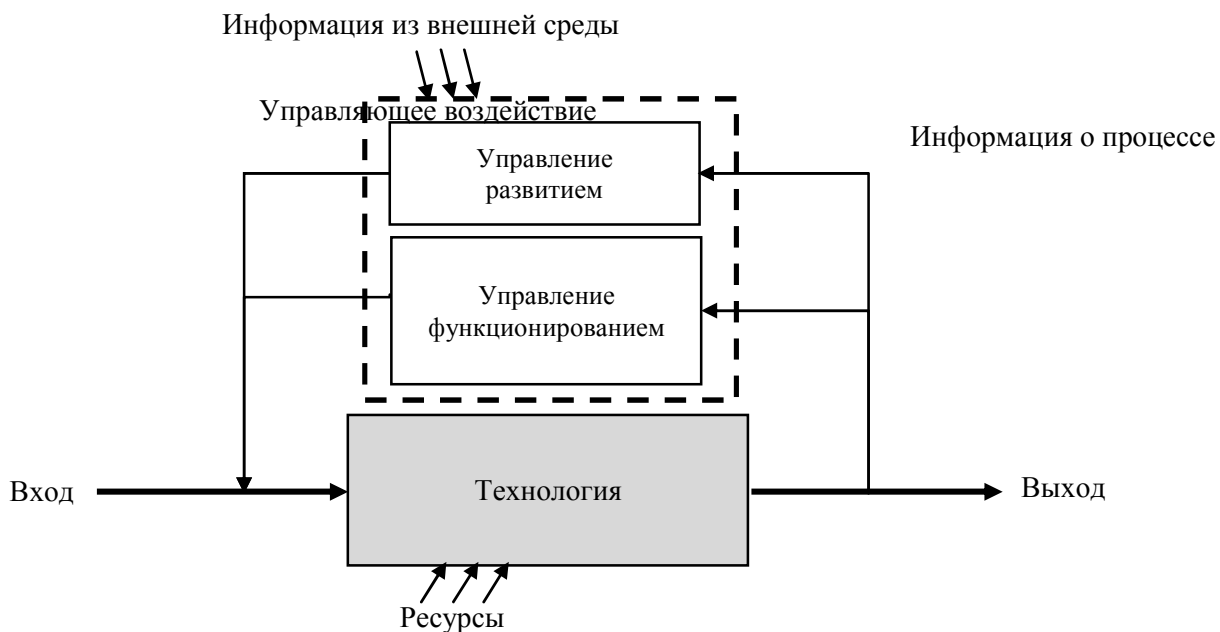 Информация из внешней среды
Управляющее воздействие
Информация о процессе
Управление
развитием
Управление
функционированием
Вход
Технология
Выход
Ресурсы